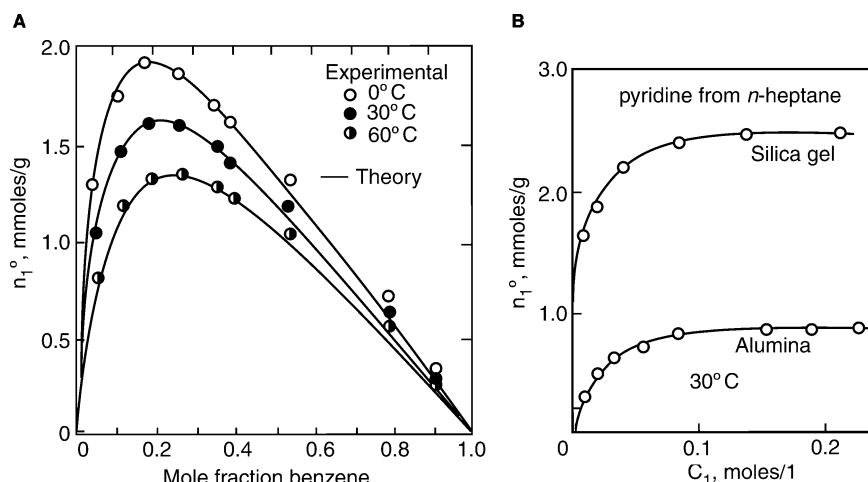 A
2.0
1.5
1.0
0.5
0
n₁°, mmoles/g
Experimental
0° C
30° C
60° C
Theory
0 0.2 0.4 0.6 0.8 1.0
Mole fraction benzene
B
3.0
2.0
1.0
0
n₁°, mmoles/g
pyridine from n-heptane
Silica gel
Alumina
30° C
0 0.1 0.2
C₁, moles/1